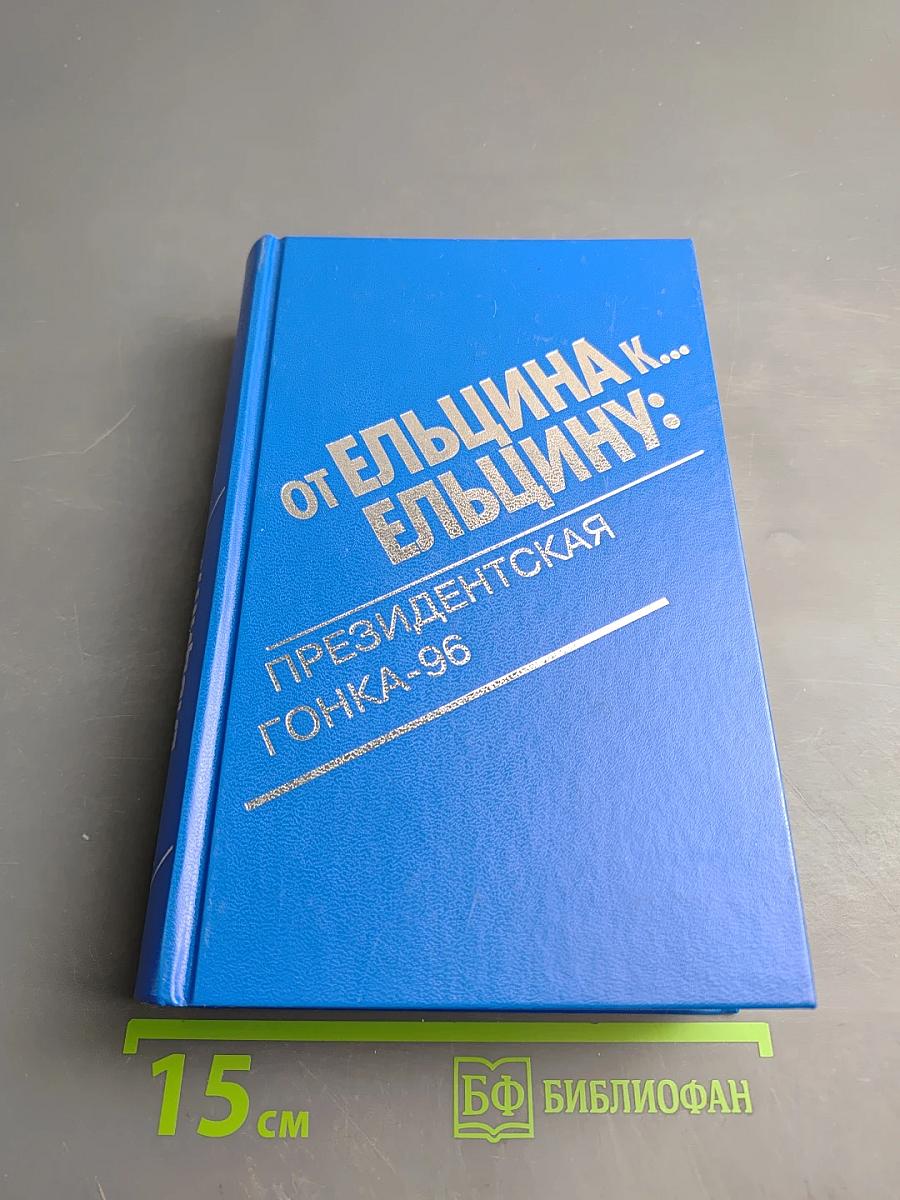 от ЕЛЬЦИНА к...
ЕЛЬЦИНУ:
ПРЕЗИДЕНТСКАЯ
ГОНКА-96
15 см
БФ БИБЛИОФАН